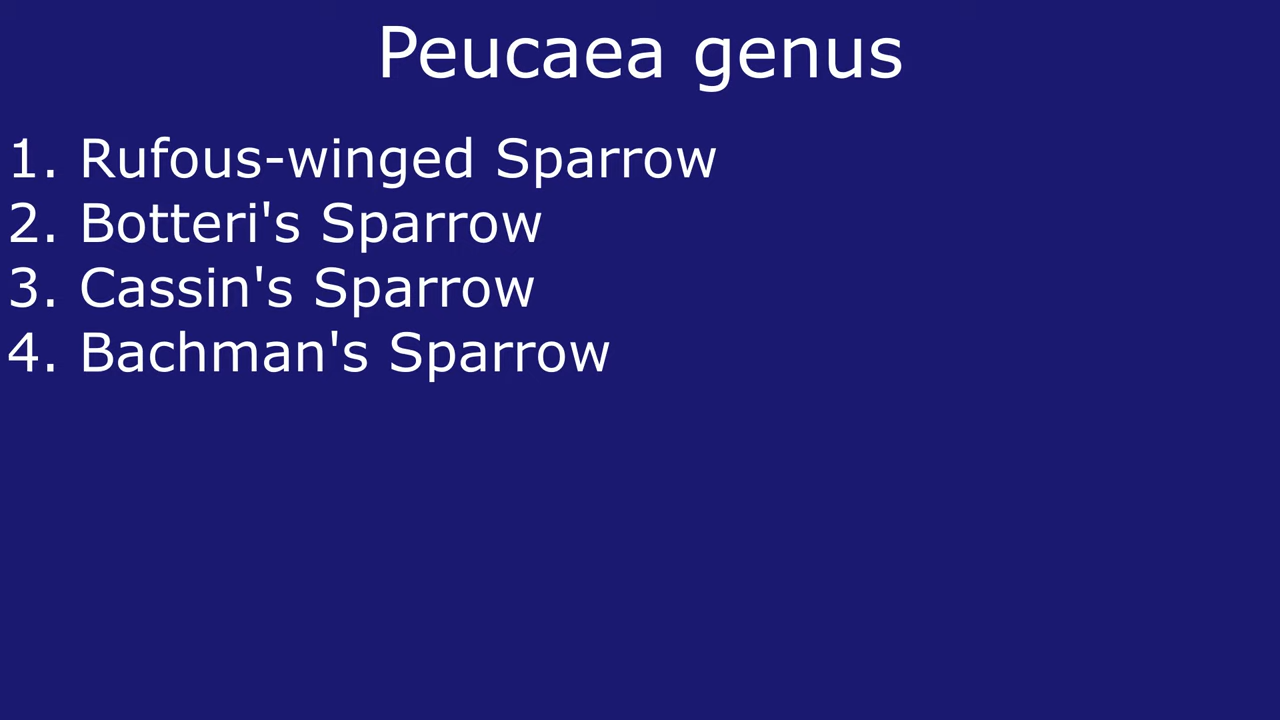 Peucaea genus
1. Rufous-winged Sparrow
2. Botteri's Sparrow
3. Cassin's Sparrow
4. Bachman's Sparrow